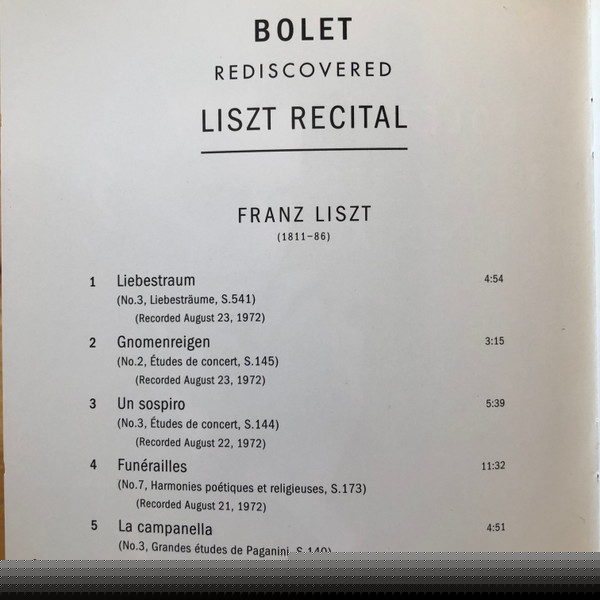 BOLET
REDISCOVERED
LISZT RECITAL
FRANZ LISZT
(1811–86)
1 Liebestraum 4:54
(No.3, Liebesträume, S.541)
(Recorded August 23, 1972)
2 Gnomenreigen 3:15
(No.2, Études de concert, S.145)
(Recorded August 23, 1972)
3 Un sospiro 5:39
(No.3, Études de concert, S.144)
(Recorded August 22, 1972)
4 Funérailles 11:32
(No.7, Harmonies poétiques et religieuses, S.173)
(Recorded August 21, 1972)
5 La campanella 4:51
(No.3, Grandes études de Paganini